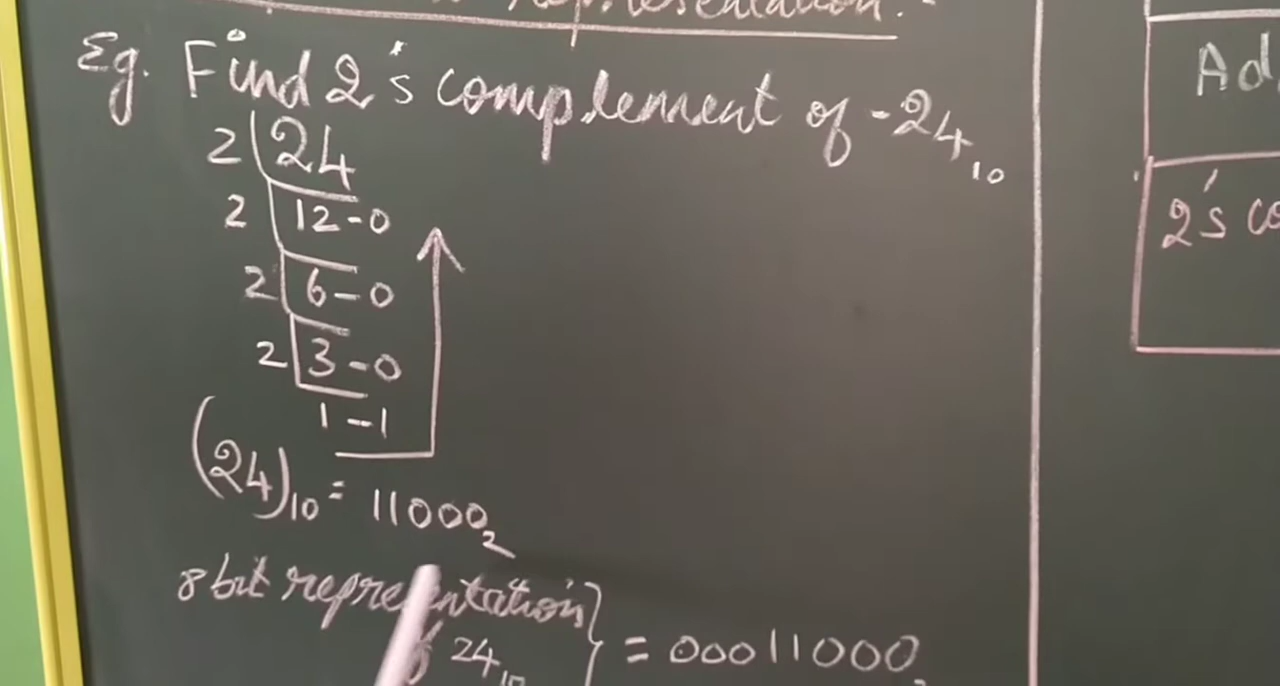 representation.
Eg. Find 2's complement of -24₁₀
2 | 24
2 | 12-0
2 | 6-0
2 | 3-0
1-1
(24)₁₀ = 11000₂
8 bit representation
24₁₀ } = 00011000
Ad
2's co